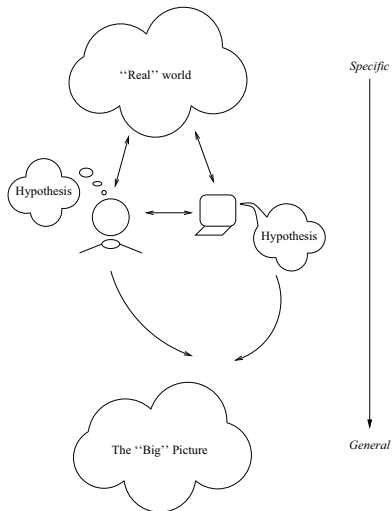 Specific
‘‘Real’’ world
Hypothesis
Hypothesis
The ‘‘Big’’ Picture
General